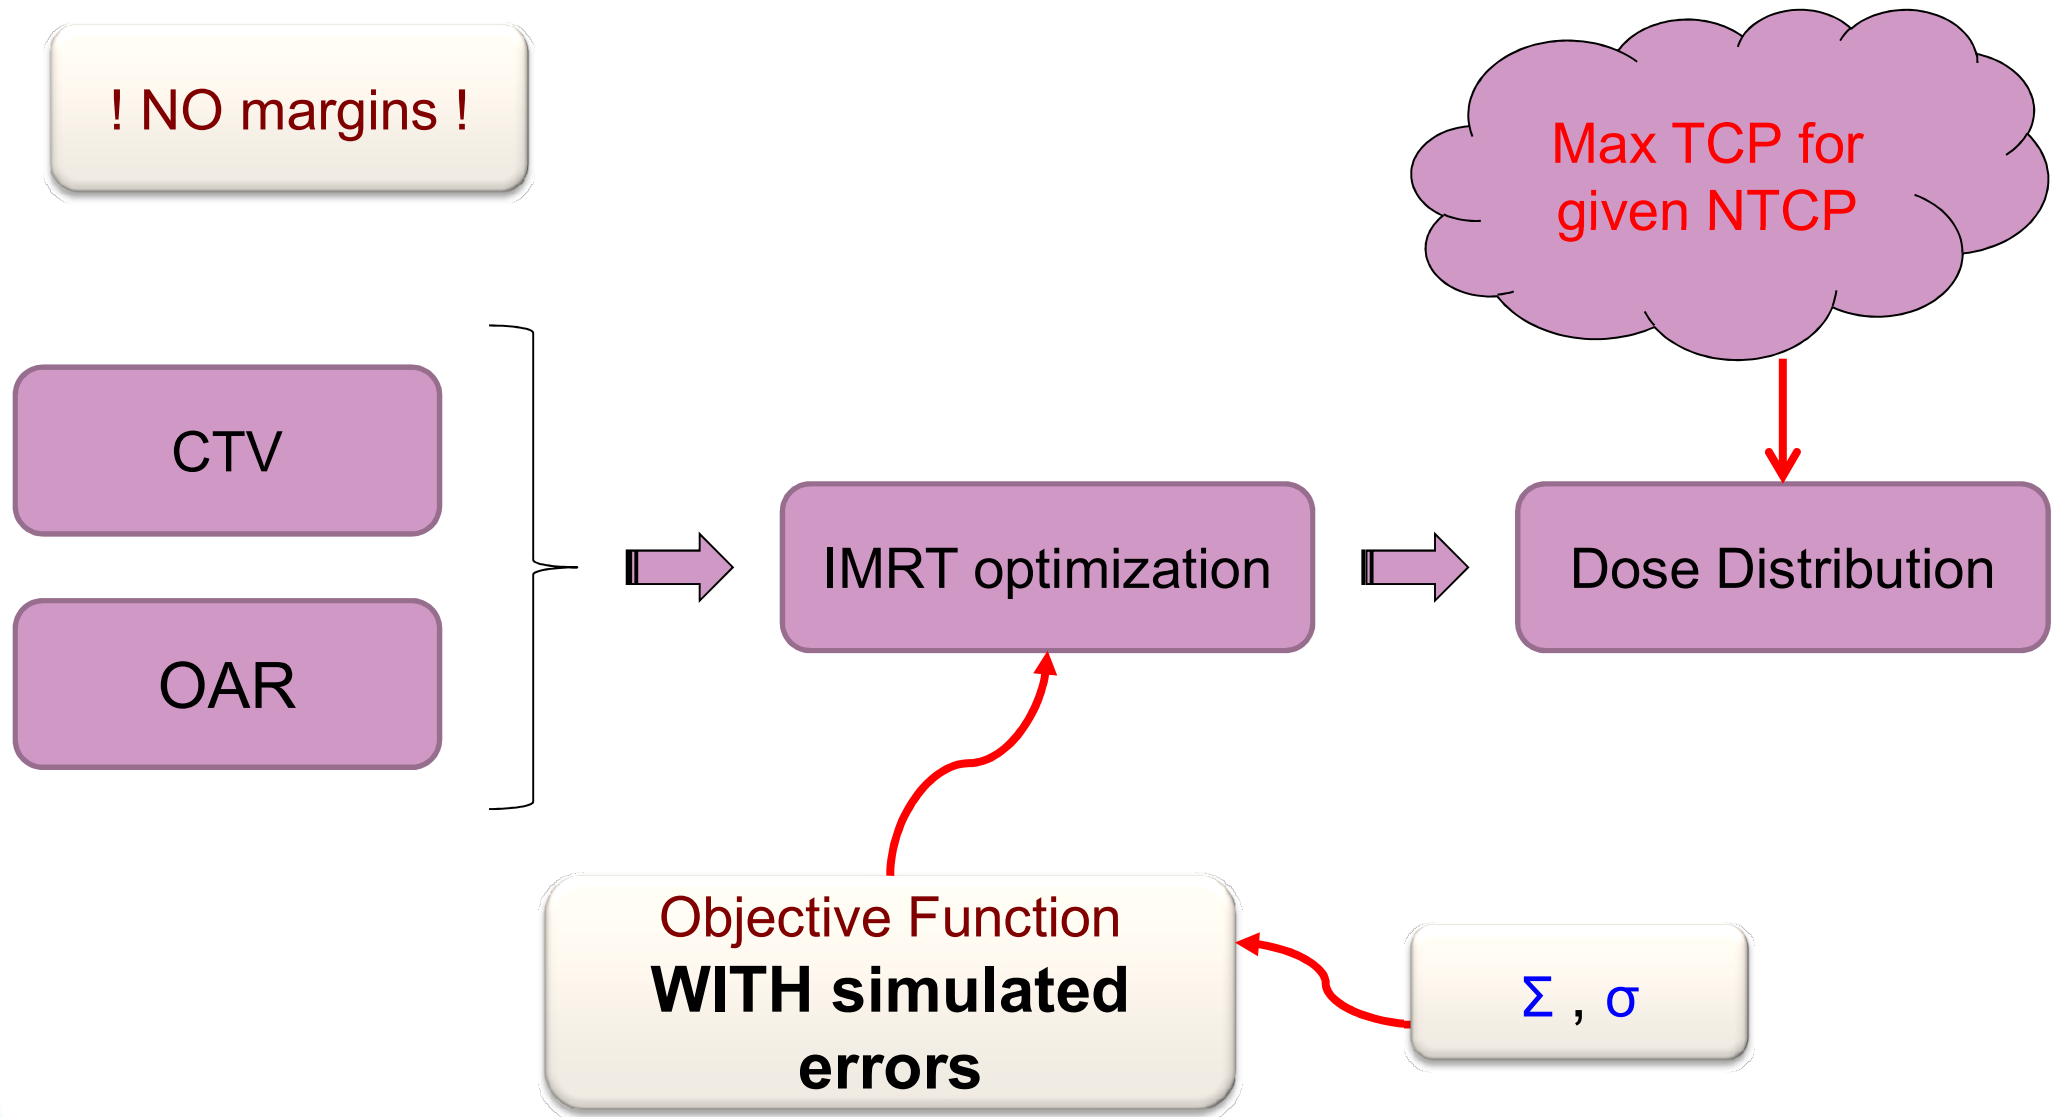 ! NO margins !
Max TCP for
given NTCP
CTV
OAR
IMRT optimization
Dose Distribution
Objective Function
WITH simulated
errors
Σ , σ